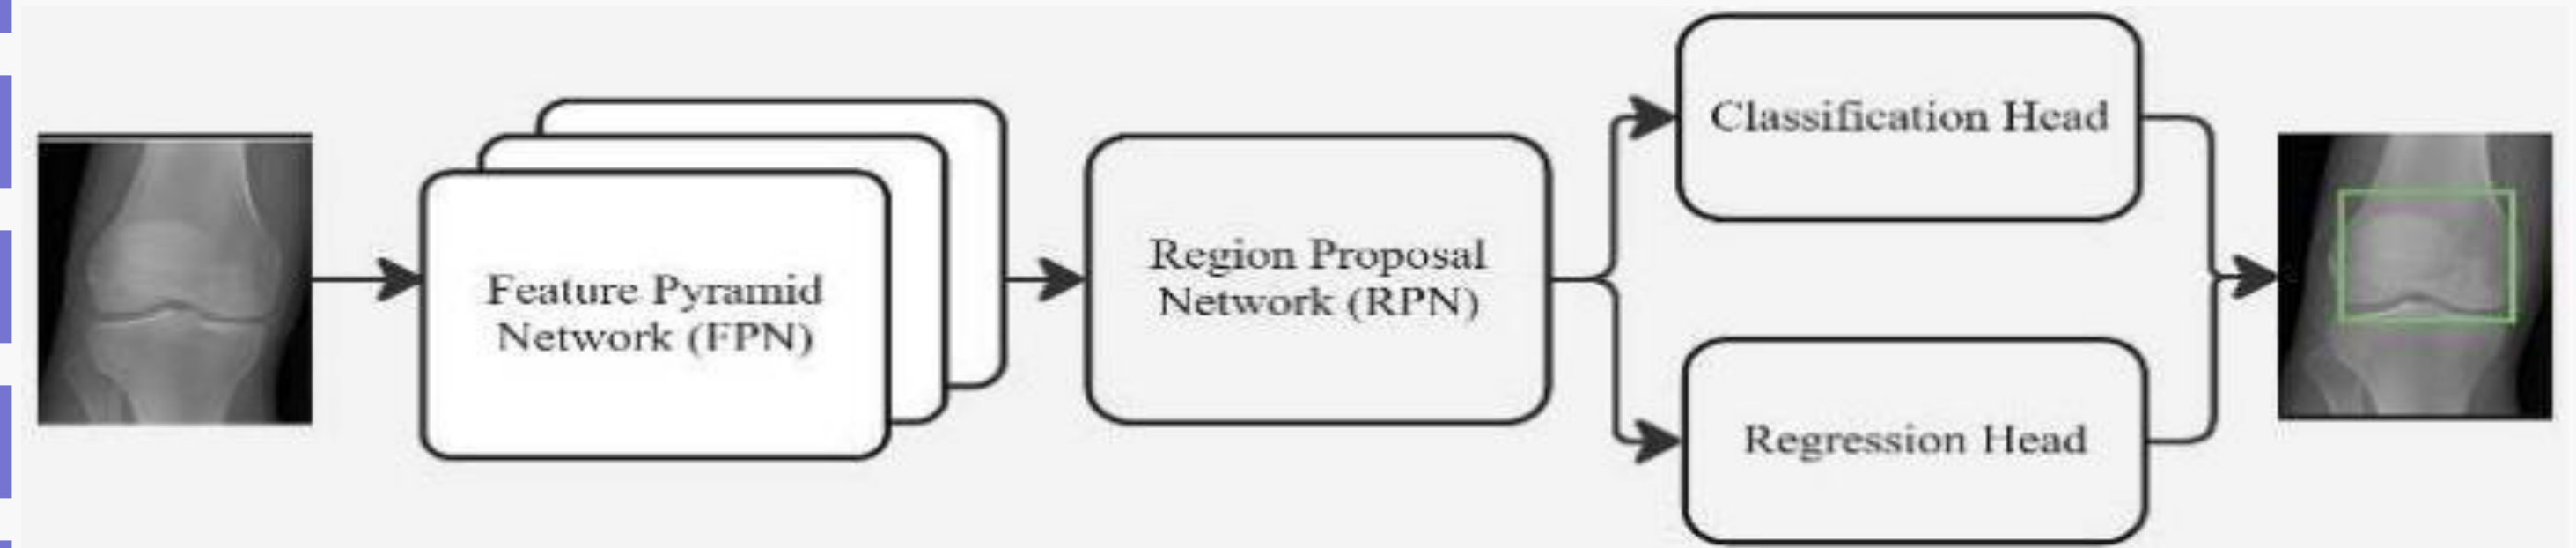 Feature Pyramid
Network (FPN)
Region Proposal
Network (RPN)
Classification Head
Regression Head